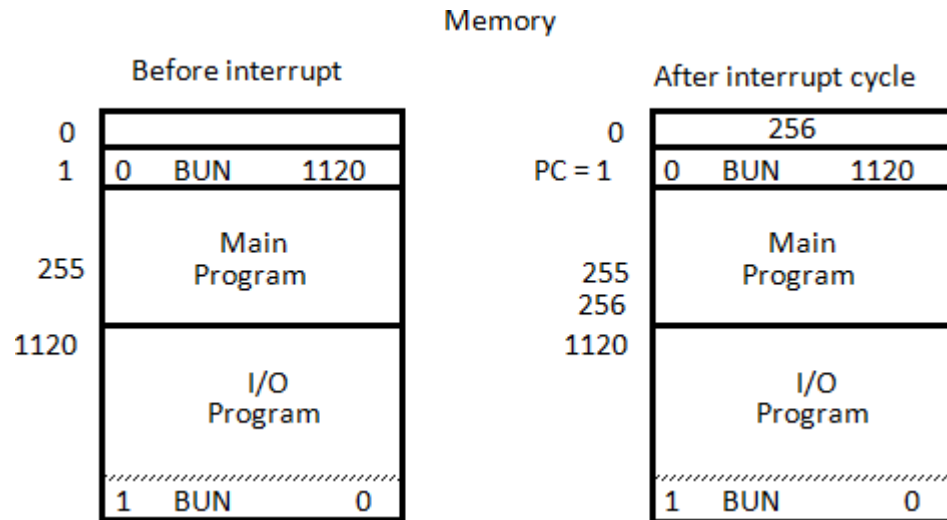 Memory
Before interrupt
0
1 0 BUN 1120
Main
255 Program
1120
I/O
Program
1 BUN 0
After interrupt cycle
0 256
PC = 1 0 BUN 1120
Main
255 Program
256
1120
I/O
Program
1 BUN 0